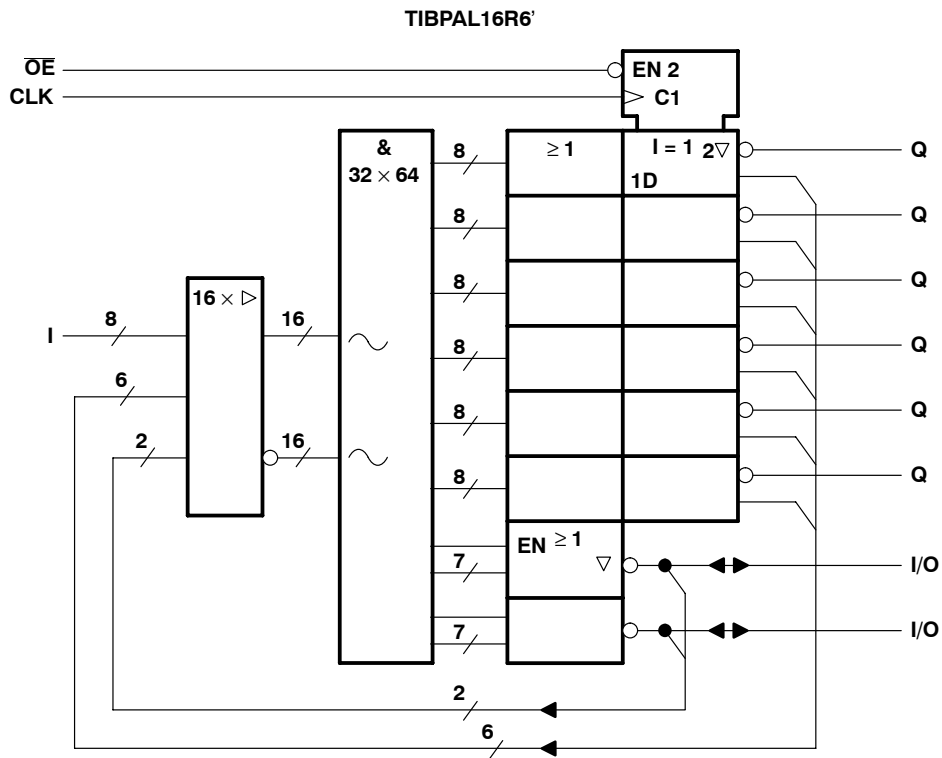 TIBPAL16R6’
OE
EN 2
CLK
C1
&
32 × 64
8
≥ 1
I = 1
2▽
Q
1D
8
Q
8
Q
16 × ▷
I
8
16
8
Q
6
8
Q
2
16
8
Q
EN ≥ 1
▽
7
I/O
7
I/O
2
6